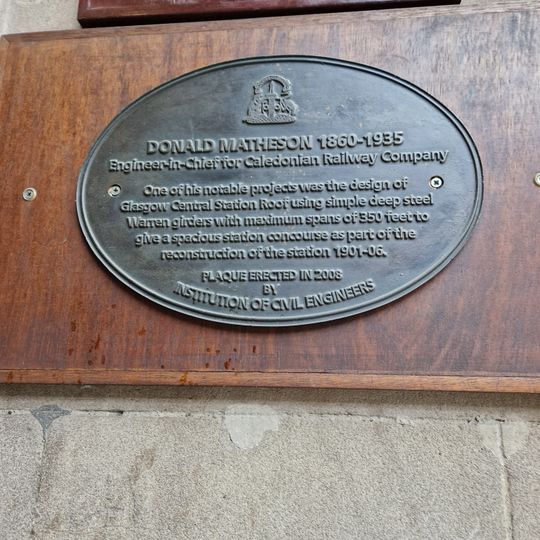 DONALD MATHESON 1860-1935
Engineer-in-Chief for Caledonian Railway Company
One of his notable projects was the design of
Glasgow Central Station Roof using simple deep steel
Warren girders with maximum spans of 350 feet to
give a spacious station concourse as part of the
reconstruction of the station 1901-06.
PLAQUE ERECTED IN 2008
BY
INSTITUTION OF CIVIL ENGINEERS